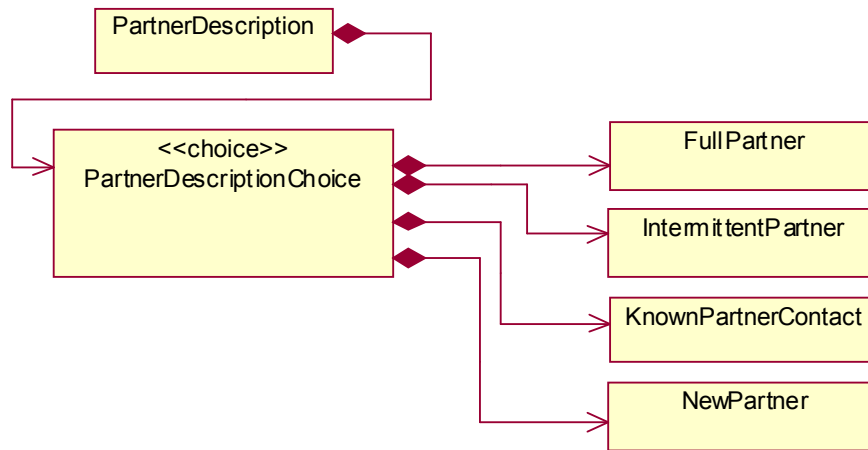 PartnerDescription
<<choice>>
PartnerDescriptionChoice
FullPartner
IntermittentPartner
KnownPartnerContact
NewPartner